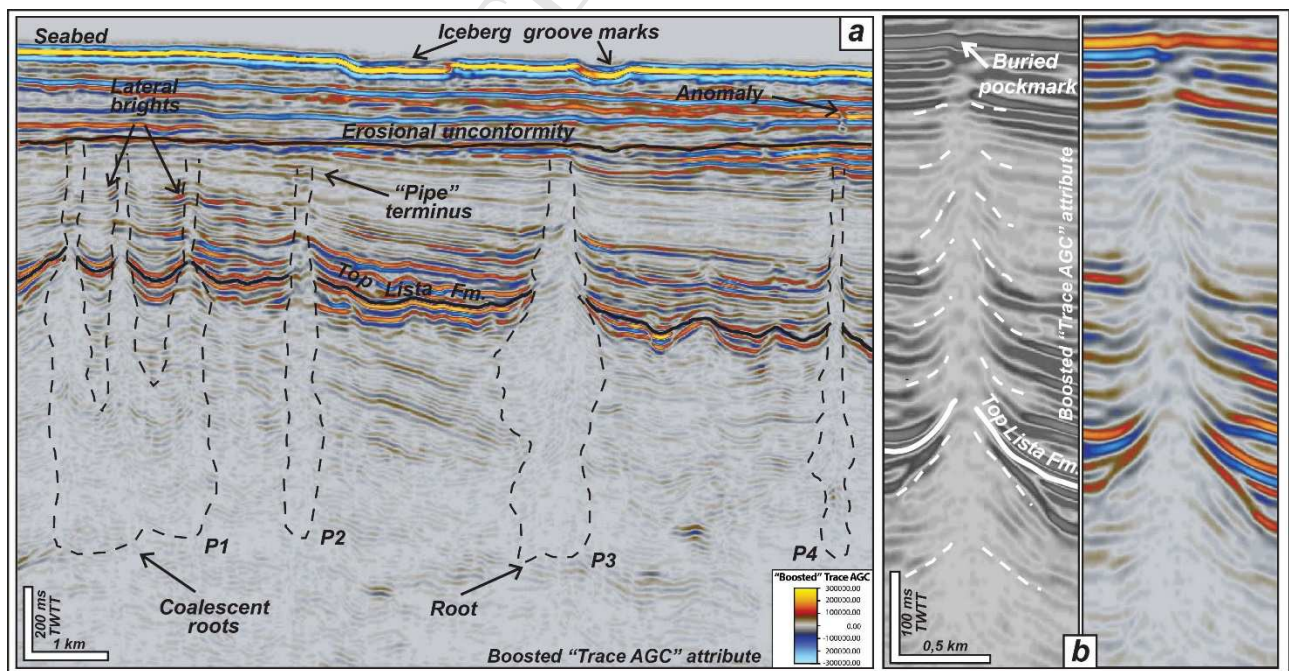 Seabed
Iceberg groove marks
a
Lateral
brights
Anomaly
Erosional unconformity
"Pipe"
terminus
Top Lista Fm.
P1
P2
P3
P4
Coalescent
roots
Root
200 ms
TWTT
1 km
Boosted "Trace AGC" attribute
"Boosted" Trace AGC
300000.00
200000.00
100000.00
0.00
-100000.00
-200000.00
-300000.00
Buried
pockmark
Boosted "Trace AGC" attribute
Top Lista Fm.
100 ms
TWTT
0,5 km
b